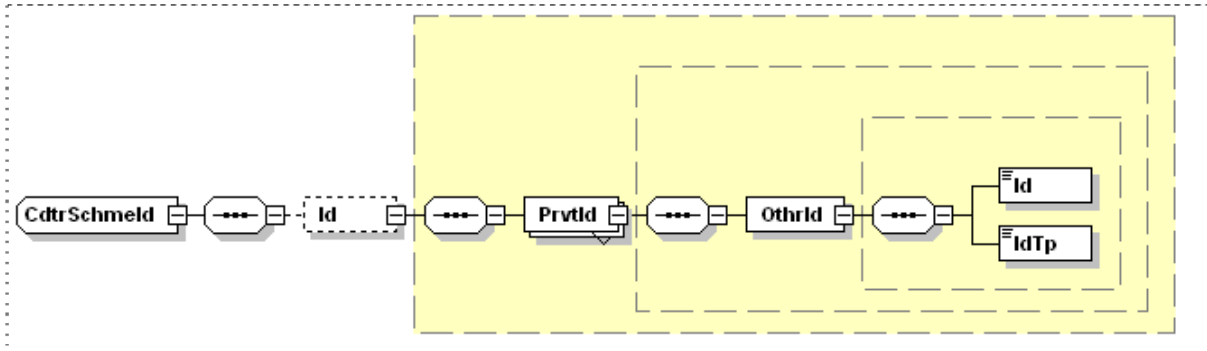 CdtrSchmeId
Id
PrvtId
OthrId
Id
IdTp